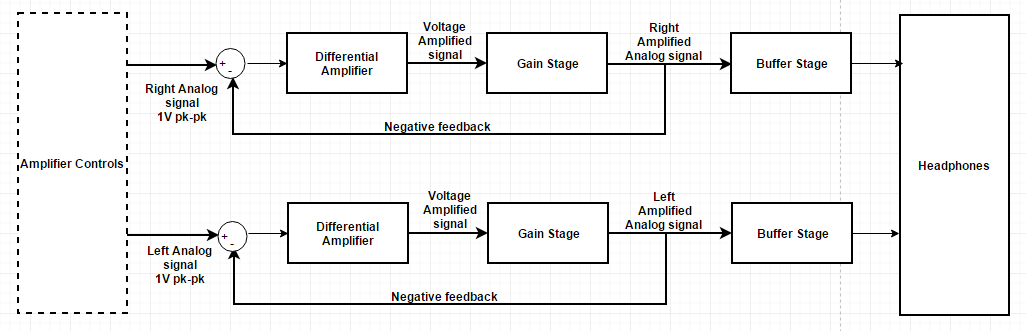 Amplifier Controls
+
-
Right Analog
signal
1V pk-pk
Differential
Amplifier
Voltage
Amplified
signal
Gain Stage
Right
Amplified
Analog signal
Buffer Stage
Negative feedback
Headphones
+
-
Left Analog
signal
1V pk-pk
Differential
Amplifier
Voltage
Amplified
signal
Gain Stage
Left
Amplified
Analog signal
Buffer Stage
Negative feedback